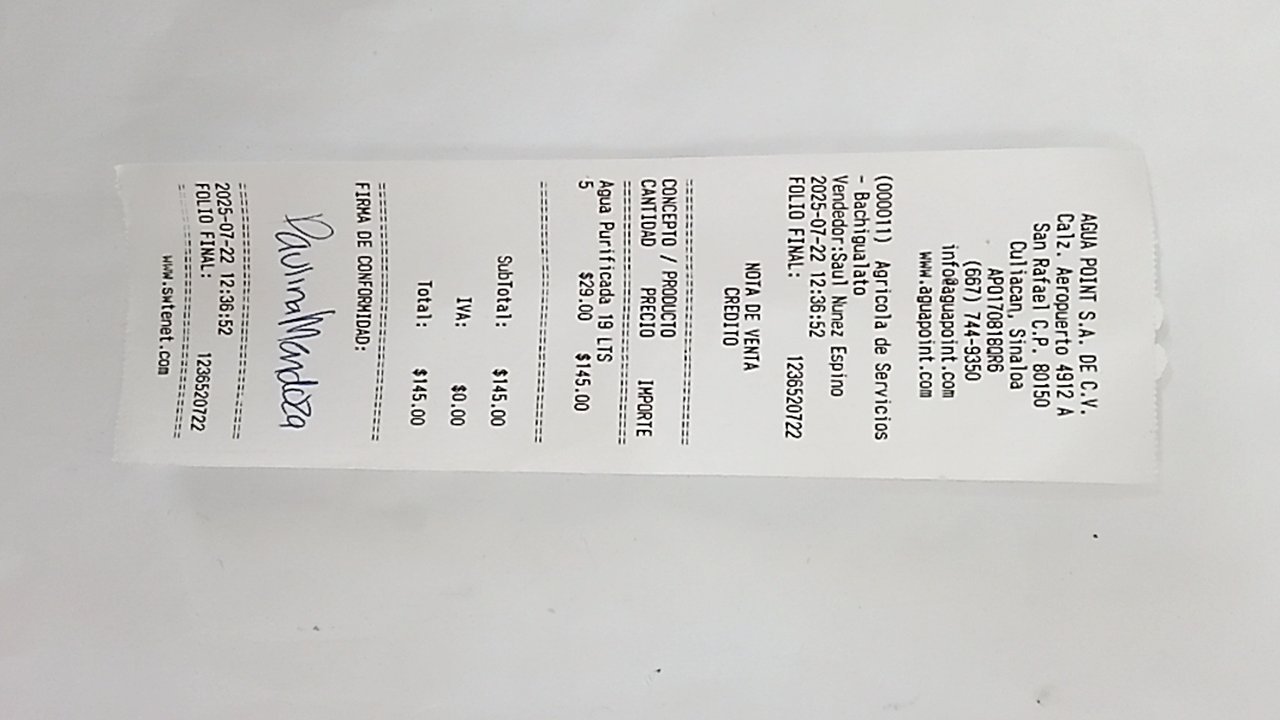 AGUA POINT S.A. DE C.V.
Calz. Aeropuerto 4912 A
San Rafael C.P. 80150
Culiacan, Sinaloa
APO170818QR6
(667) 744-9350
info@aguapoint.com
www.aguapoint.com
(000011) Agricola de Servicios
- Bachigualato
Vendedor:Saul Nunez Espino
2025-07-22 12:36:52
FOLIO FINAL: 1236520722
NOTA DE VENTA
CREDITO
================================
CONCEPTO / PRODUCTO
CANTIDAD PRECIO IMPORTE
================================
Agua Purificada 19 LTS
5 $29.00 $145.00
================================
SubTotal: $145.00
IVA: $0.00
Total: $145.00
================================
FIRMA DE CONFORMIDAD:
Paulina Mendoza
================================
2025-07-22 12:36:52
FOLIO FINAL: 1236520722
================================
www.swfenet.com